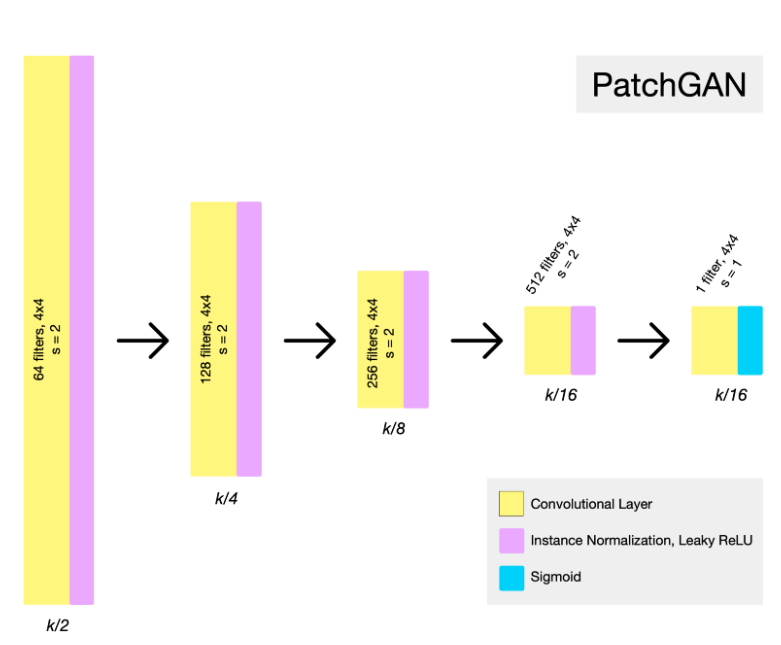 PatchGAN
64 filters, 4x4
s = 2
k/2
128 filters, 4x4
s = 2
k/4
256 filters, 4x4
s = 2
k/8
512 filters, 4x4
s = 2
k/16
1 filter, 4x4
s = 1
k/16
Convolutional Layer
Instance Normalization, Leaky ReLU
Sigmoid